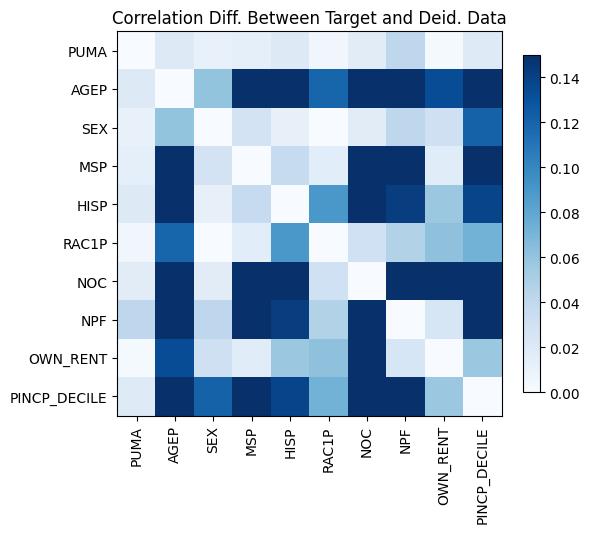 Correlation Diff. Between Target and Deid. Data
PUMA
AGEP
SEX
MSP
HISP
RAC1P
NOC
NPF
OWN_RENT
PINCP_DECILE
PUMA
AGEP
SEX
MSP
HISP
RAC1P
NOC
NPF
OWN_RENT
PINCP_DECILE
0.14
0.12
0.10
0.08
0.06
0.04
0.02
0.00